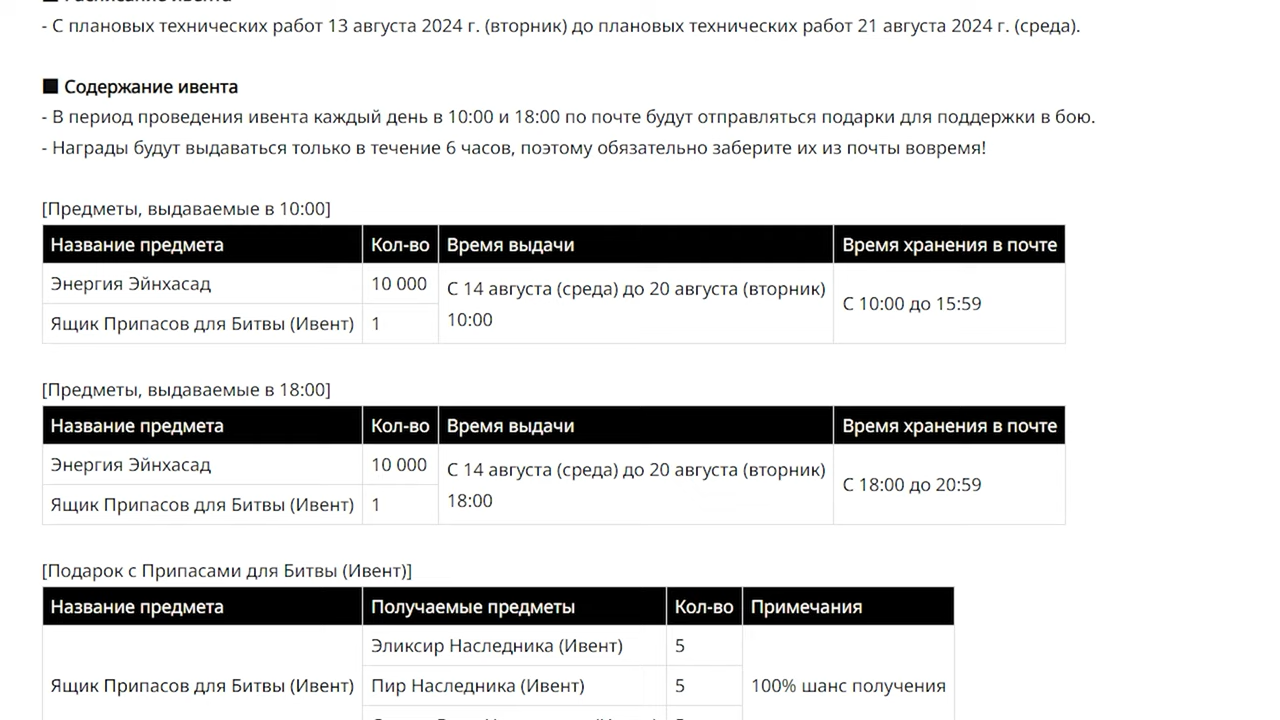 - С плановых технических работ 13 августа 2024 г. (вторник) до плановых технических работ 21 августа 2024 г. (среда).
■ Содержание ивента
- В период проведения ивента каждый день в 10:00 и 18:00 по почте будут отправляться подарки для поддержки в бою.
- Награды будут выдаваться только в течение 6 часов, поэтому обязательно заберите их из почты вовремя!
[Предметы, выдаваемые в 10:00]
Название предмета Кол-во Время выдачи Время хранения в почте
Энергия Эйнхасад 10 000 С 14 августа (среда) до 20 августа (вторник) 10:00 С 10:00 до 15:59
Ящик Припасов для Битвы (Ивент) 1
[Предметы, выдаваемые в 18:00]
Название предмета Кол-во Время выдачи Время хранения в почте
Энергия Эйнхасад 10 000 С 14 августа (среда) до 20 августа (вторник) 18:00 С 18:00 до 20:59
Ящик Припасов для Битвы (Ивент) 1
[Подарок с Припасами для Битвы (Ивент)]
Название предмета Получаемые предметы Кол-во Примечания
Эликсир Наследника (Ивент) 5
Ящик Припасов для Битвы (Ивент) Пир Наследника (Ивент) 5 100% шанс получения